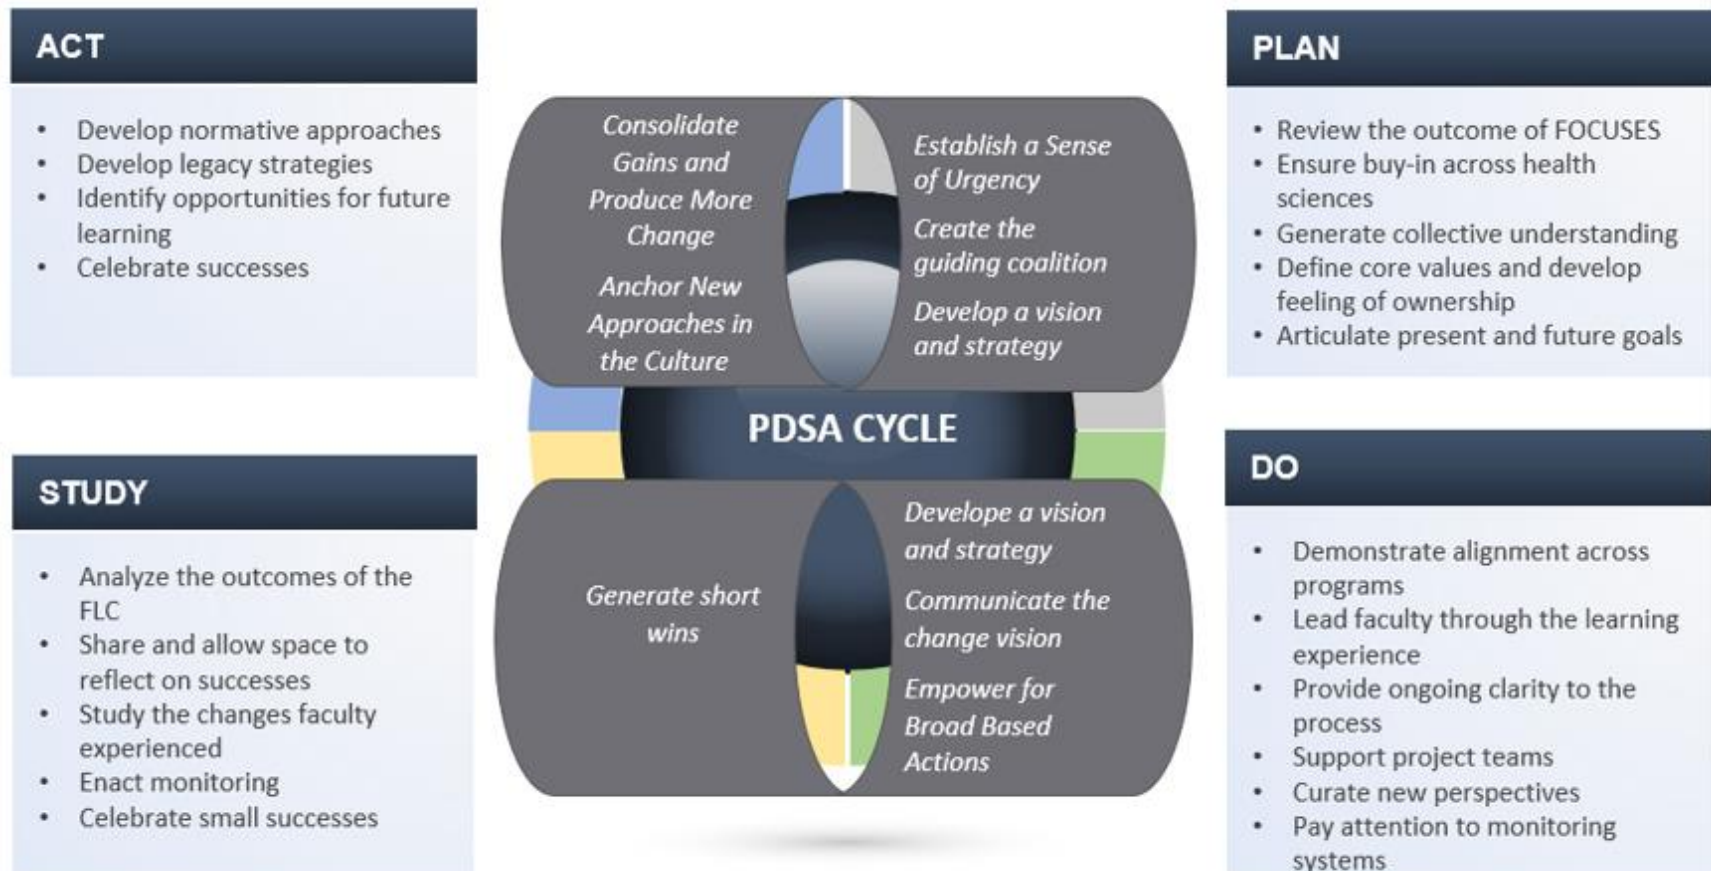 ACT
• Develop normative approaches
• Develop legacy strategies
• Identify opportunities for future
learning
• Celebrate successes
Consolidate
Gains and
Produce More
Change
Anchor New
Approaches in
the Culture
Establish a Sense
of Urgency
Create the
guiding coalition
Develop a vision
and strategy
PLAN
• Review the outcome of FOCUSES
• Ensure buy-in across health
sciences
• Generate collective understanding
• Define core values and develop
feeling of ownership
• Articulate present and future goals
PDSA CYCLE
STUDY
• Analyze the outcomes of the
FLC
• Share and allow space to
reflect on successes
• Study the changes faculty
experienced
• Enact monitoring
• Celebrate small successes
Generate short
wins
Develope a vision
and strategy
Communicate the
change vision
Empower for
Broad Based
Actions
DO
• Demonstrate alignment across
programs
• Lead faculty through the learning
experience
• Provide ongoing clarity to the
process
• Support project teams
• Curate new perspectives
• Pay attention to monitoring
systems